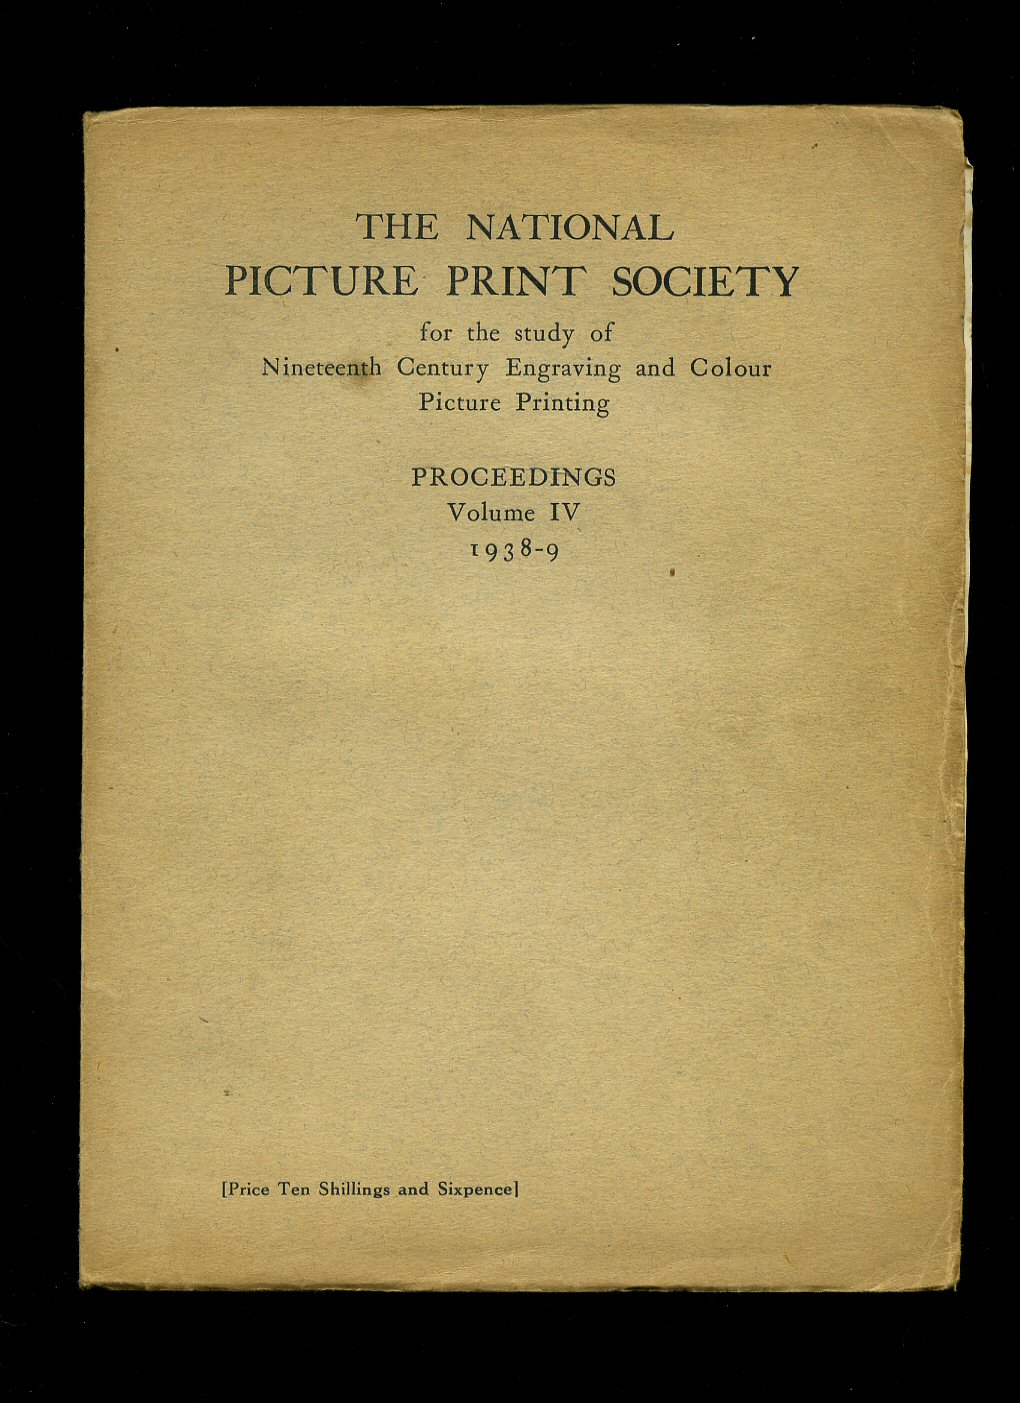 THE NATIONAL
PICTURE PRINT SOCIETY
for the study of
Nineteenth Century Engraving and Colour
Picture Printing
PROCEEDINGS
Volume IV
1938-9
[Price Ten Shillings and Sixpence]